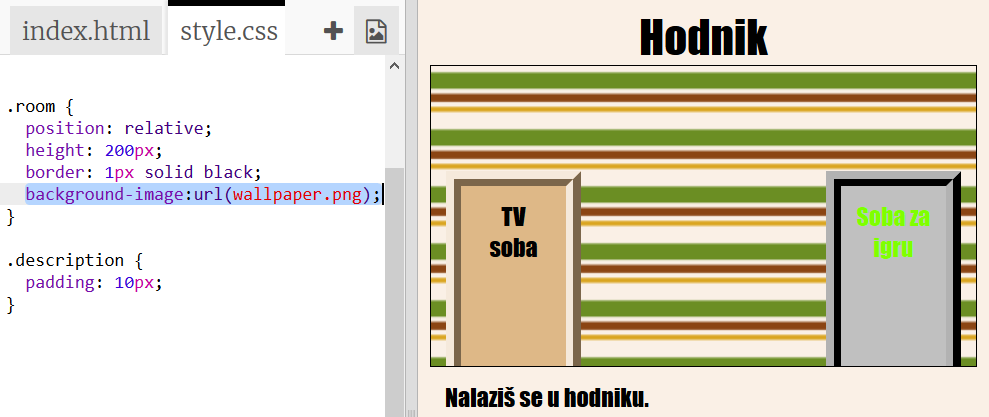 index.html
style.css
.room {
position: relative;
height: 200px;
border: 1px solid black;
background-image:url(wallpaper.png);
}
.description {
padding: 10px;
}
Hodnik
TV
soba
Soba za
igru
Nalaziš se u hodniku.